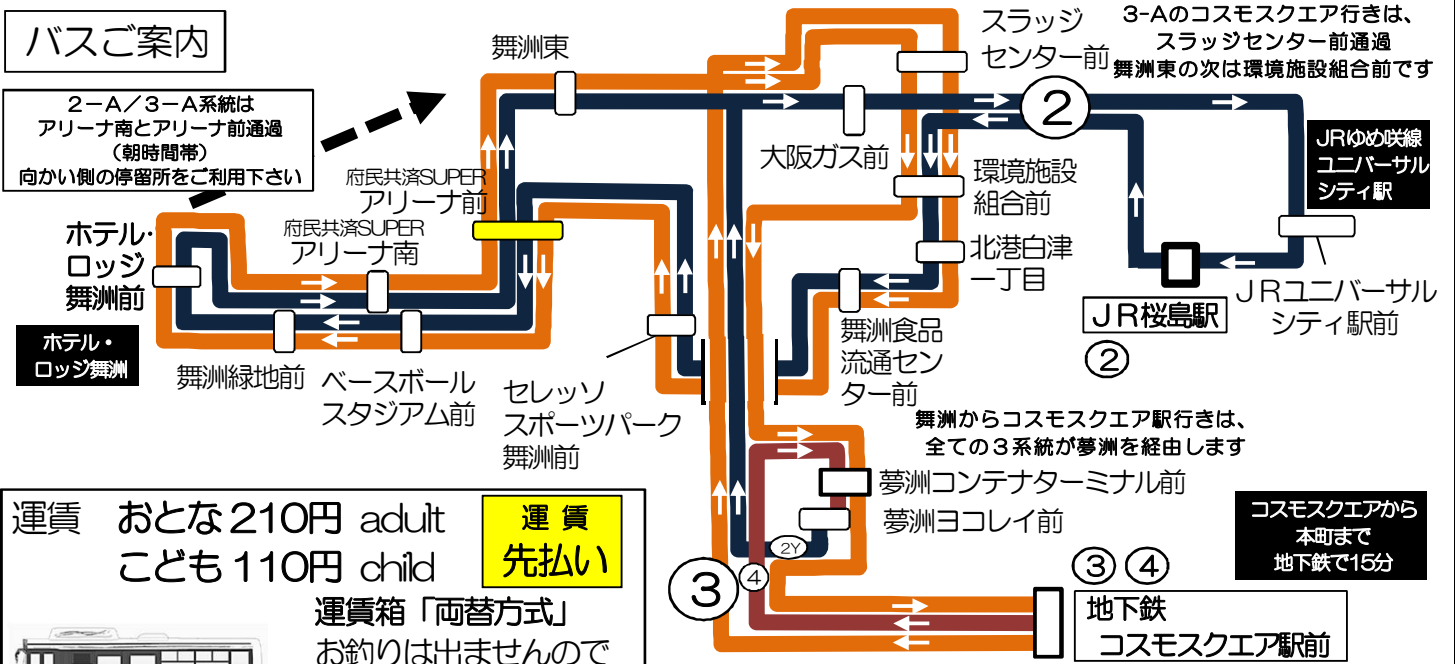 バスご案内
2-A/3-A系統は
アリーナ南とアリーナ前通過
(朝時間帯)
向かい側の停留所をご利用下さい
舞洲東
スラッジ
センター前
3-Aのコスモスクエア行きは、
スラッジセンター前通過
舞洲東の次は環境施設組合前です
②
大阪ガス前
環境施設
組合前
北港白津
一丁目
JRゆめ咲線
ユニバーサル
シティ駅
府民共済SUPER
アリーナ前
府民共済SUPER
アリーナ南
ホテル・
ロッジ
舞洲前
ホテル・
ロッジ舞洲
舞洲緑地前
ベースボール
スタジアム前
セレッソ
スポーツパーク
舞洲前
舞洲食品
流通セン
ター前
JR桜島駅
②
JRユニバーサル
シティ駅前
舞洲からコスモスクエア駅行きは、
全ての3系統が夢洲を経由します
夢洲コンテナターミナル前
夢洲ヨコレイ前
2Y
③
④
コスモスクエアから
本町まで
地下鉄で15分
③ ④
地下鉄
コスモスクエア駅前
運賃 おとな210円 adult
こども110円 child
運賃
先払い
運賃箱「両替方式」
お釣りは出ませんので